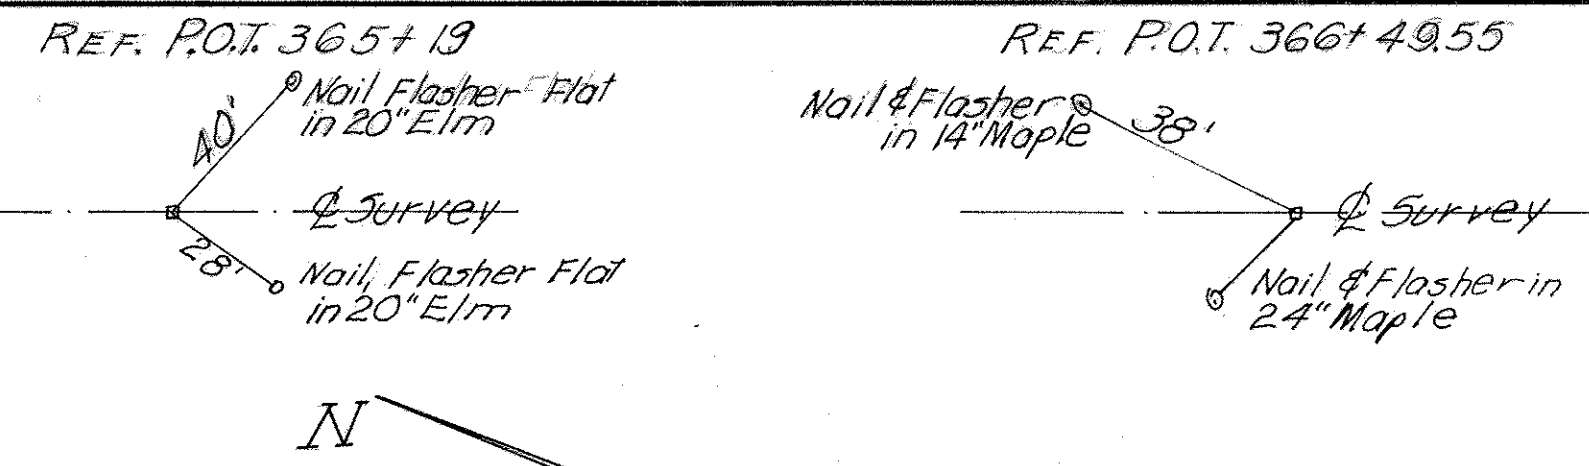 REF. P.O.T. 365+19
Nail Flasher Flat
in 20" Elm
40'
℄ Survey
28'
Nail, Flasher Flat
in 20" Elm
REF. P.O.T. 366+49.55
Nail & Flasher
in 14" Maple
38'
℄ Survey
Nail & Flasher in
24" Maple
N